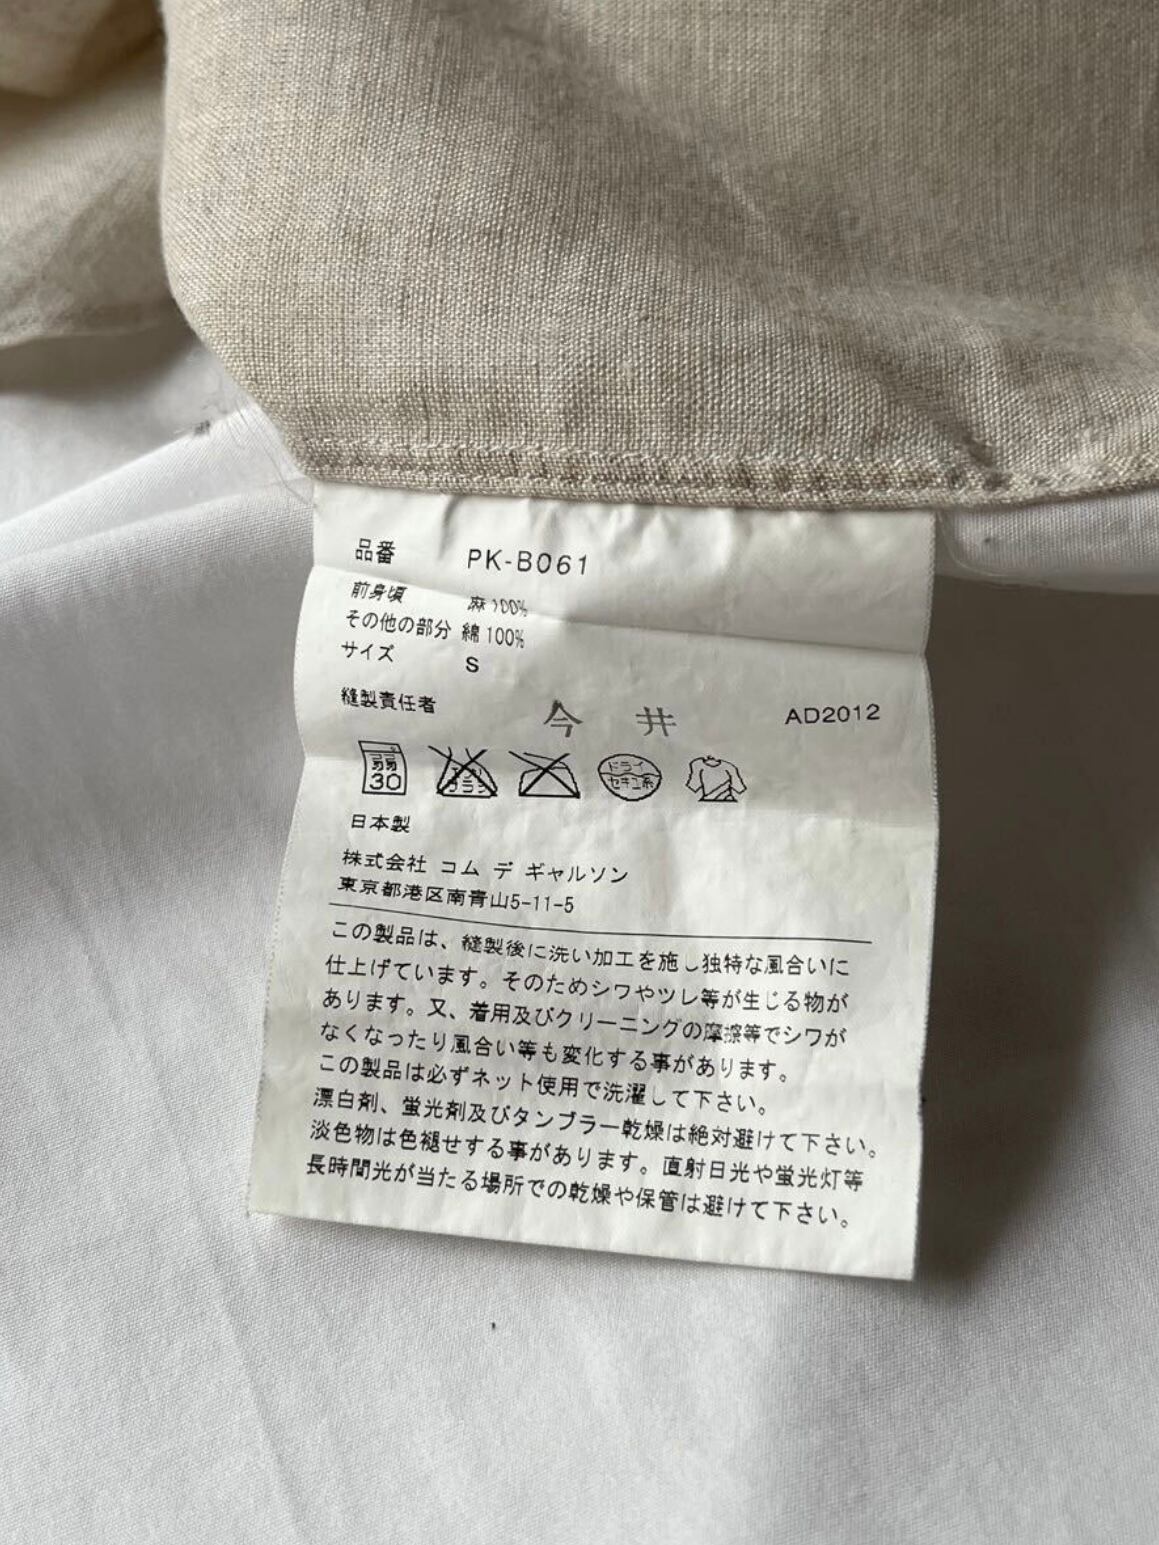 品番 PK-B061
前身頃 麻100%
その他の部分 綿100%
サイズ S
縫製責任者 今井 AD2012
弱 30 ドライ セキユ系
日本製
株式会社 コム デ ギャルソン
東京都港区南青山5-11-5
この製品は、縫製後に洗い加工を施し独特な風合いに
仕上げています。そのためシワやツレ等が生じる物が
あります。又、着用及びクリーニングの摩擦等でシワが
なくなったり風合い等も変化する事があります。
この製品は必ずネット使用で洗濯して下さい。
漂白剤、蛍光剤及びタンブラー乾燥は絶対避けて下さい。
淡色物は色褪せする事があります。直射日光や蛍光灯等
長時間光が当たる場所での乾燥や保管は避けて下さい。